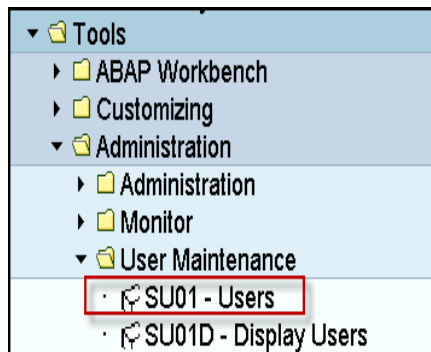 Tools
ABAP Workbench
Customizing
Administration
Administration
Monitor
User Maintenance
SU01 - Users
SU01D - Display Users